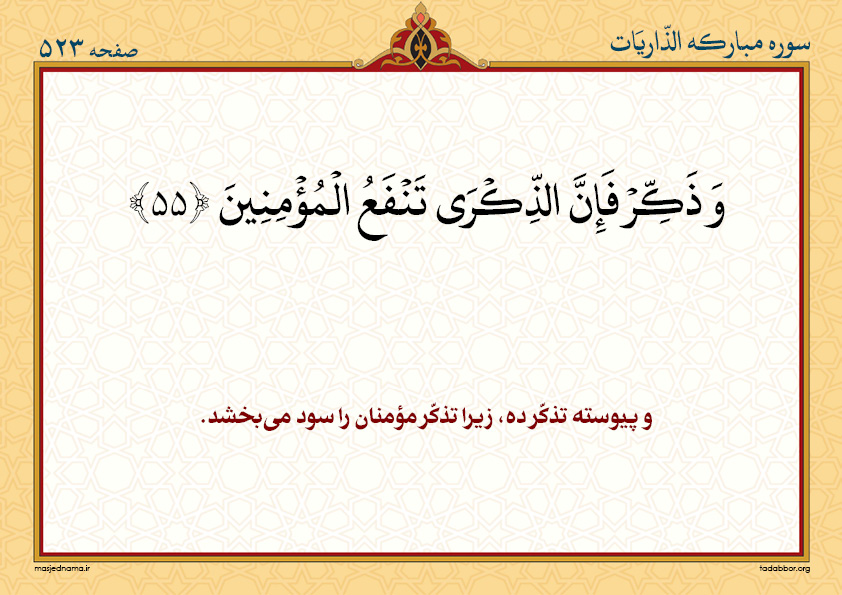 سوره مبارکه الذّاریَات
صفحه ۵۲۳
وَ ذَكِّرْ فَإِنَّ الذِّكْرَى تَنْفَعُ الْمُؤْمِنِينَ ﴿۵۵﴾
و پیوسته تذکّر ده، زیرا تذکّر مؤمنان را سود می‌بخشد.
masjednama.ir
tadabbor.org